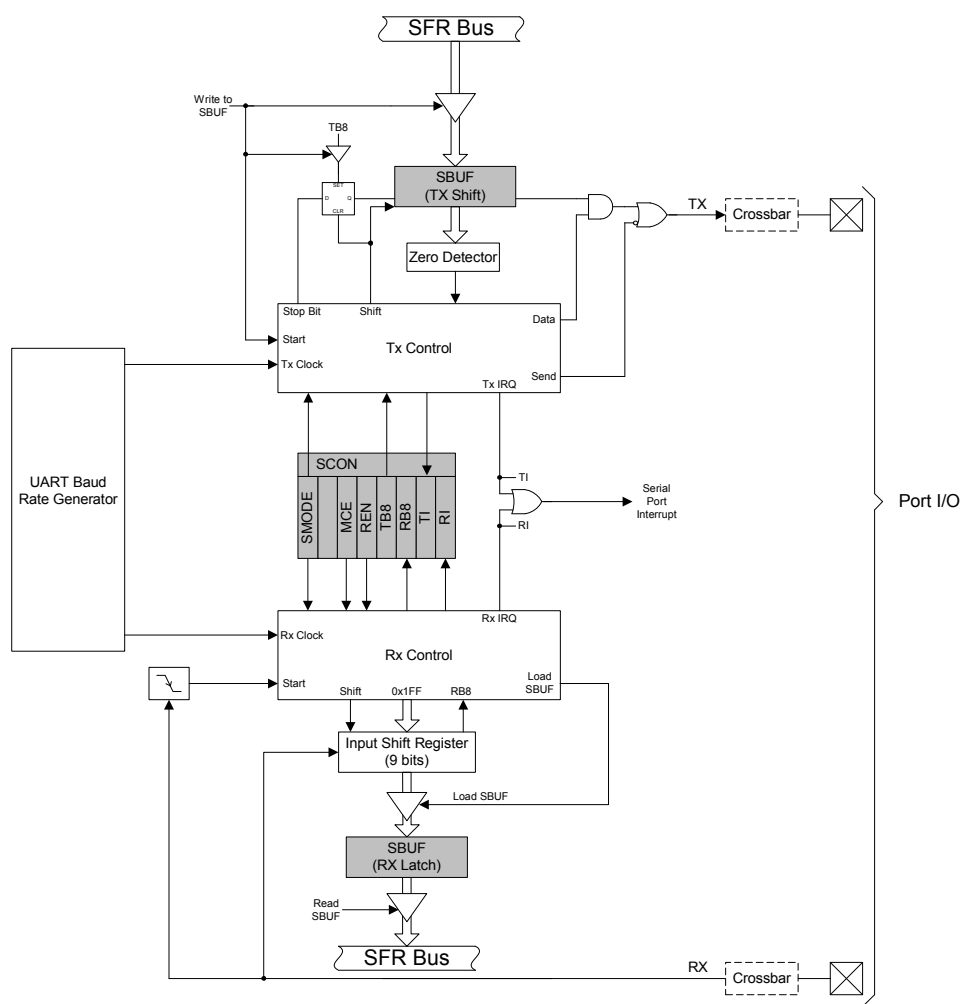 SFR Bus
Write to
SBUF
TB8
SET
D
Q
CLR
SBUF
(TX Shift)
TX
Crossbar
Zero Detector
Stop Bit
Shift
Data
Start
Tx Control
Tx Clock
Send
Tx IRQ
UART Baud
Rate Generator
SCON
SMODE
MCE
REN
TB8
RB8
TI
RI
TI
Serial
Port
Interrupt
RI
Port I/O
Rx IRQ
Rx Clock
Rx Control
Start
Load
SBUF
Shift
0x1FF
RB8
Input Shift Register
(9 bits)
Load SBUF
SBUF
(RX Latch)
Read
SBUF
SFR Bus
RX
Crossbar